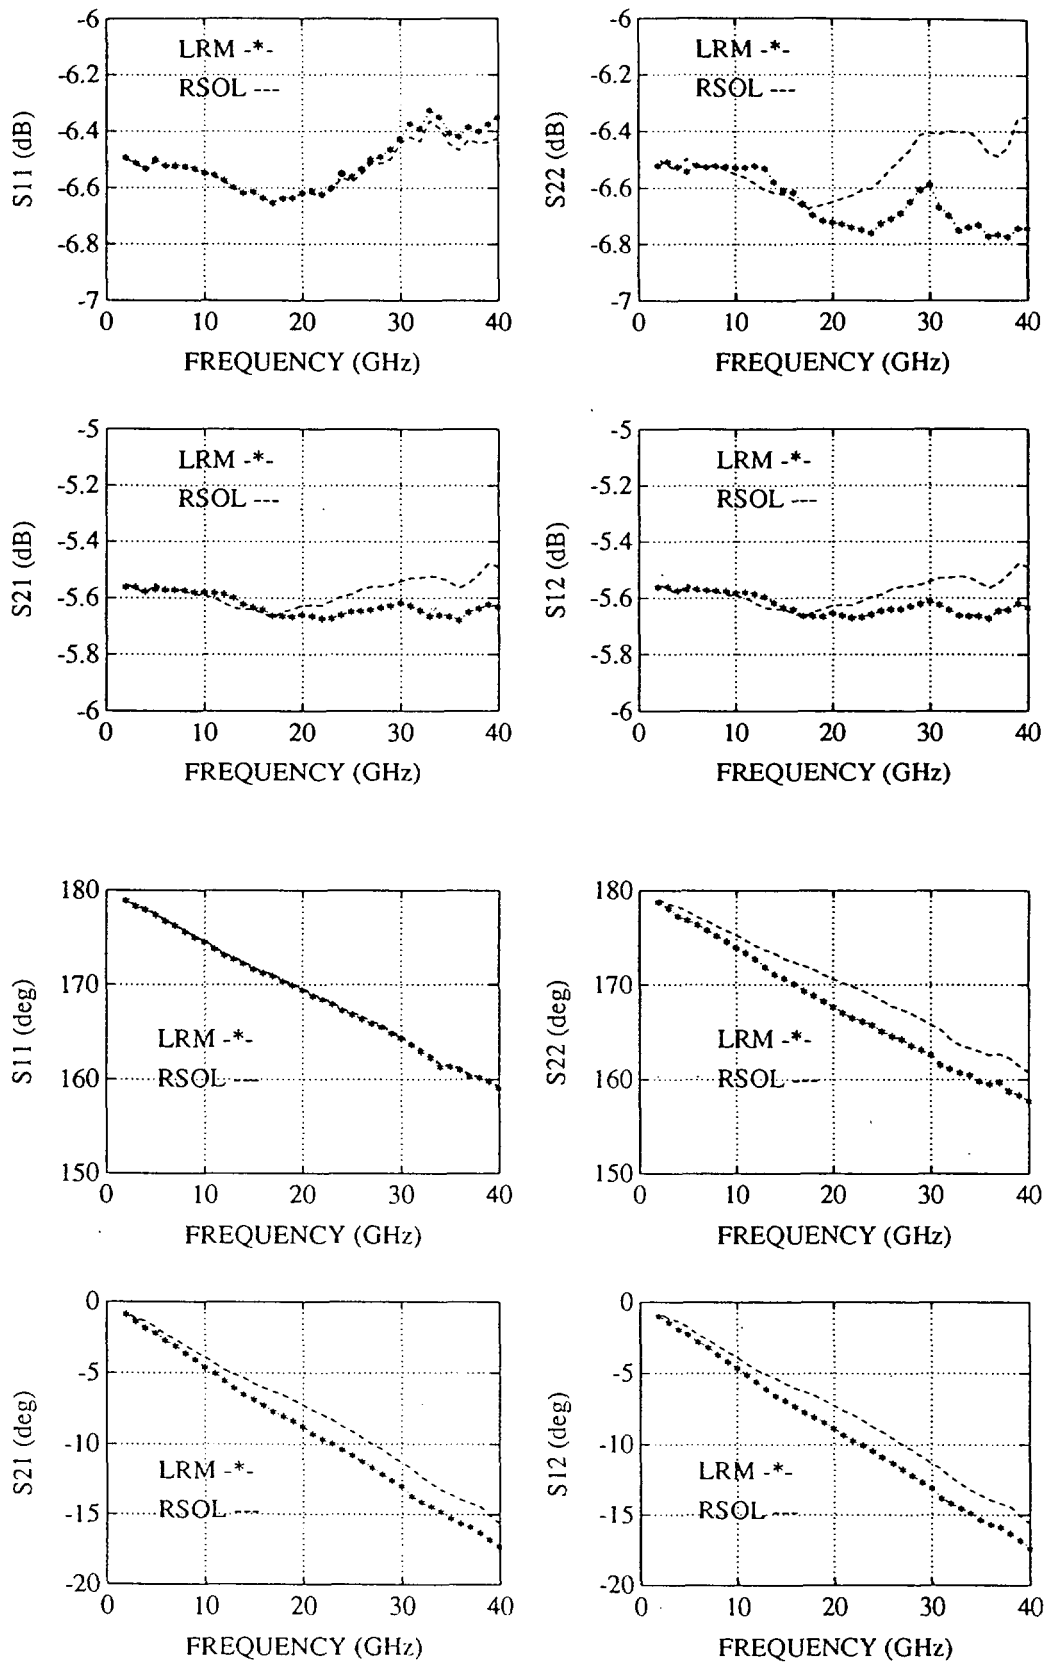 -6
-6.2
-6.4
-6.6
-6.8
-7
S11 (dB)
LRM -*-
RSOL ---
0 10 20 30 40
FREQUENCY (GHz)
-6
-6.2
-6.4
-6.6
-6.8
-7
S22 (dB)
LRM -*-
RSOL ---
0 10 20 30 40
FREQUENCY (GHz)
-5
-5.2
-5.4
-5.6
-5.8
-6
S21 (dB)
LRM -*-
RSOL ---
0 10 20 30 40
FREQUENCY (GHz)
-5
-5.2
-5.4
-5.6
-5.8
-6
S12 (dB)
LRM -*-
RSOL ---
0 10 20 30 40
FREQUENCY (GHz)
180
170
160
150
S11 (deg)
LRM -*-
RSOL ---
0 10 20 30 40
FREQUENCY (GHz)
180
170
160
150
S22 (deg)
LRM -*-
RSOL ---
0 10 20 30 40
FREQUENCY (GHz)
0
-5
-10
-15
-20
S21 (deg)
LRM -*-
RSOL ---
0 10 20 30 40
FREQUENCY (GHz)
0
-5
-10
-15
-20
S12 (deg)
LRM -*-
RSOL ---
0 10 20 30 40
FREQUENCY (GHz)